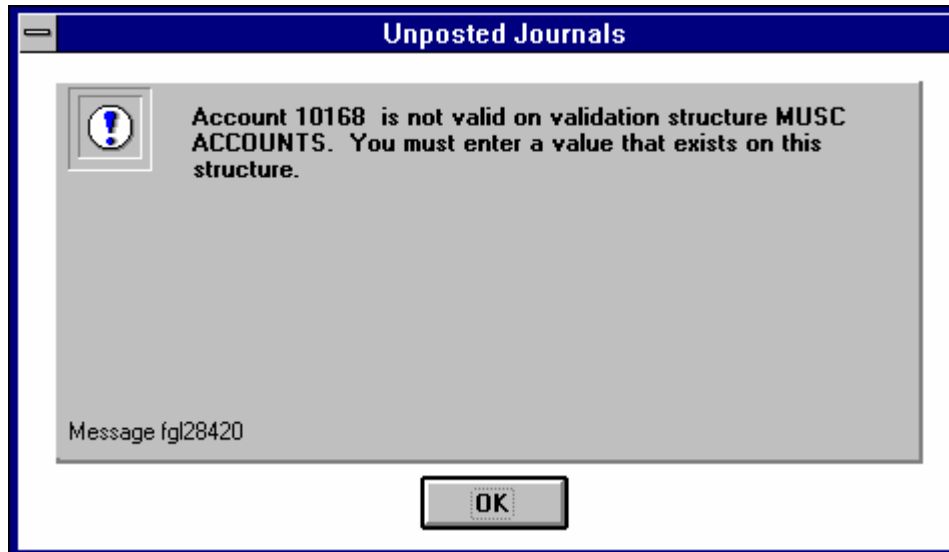 Unposted Journals
Account 10168  is not valid on validation structure MUSC
ACCOUNTS.  You must enter a value that exists on this
structure.
Message fgl28420
OK